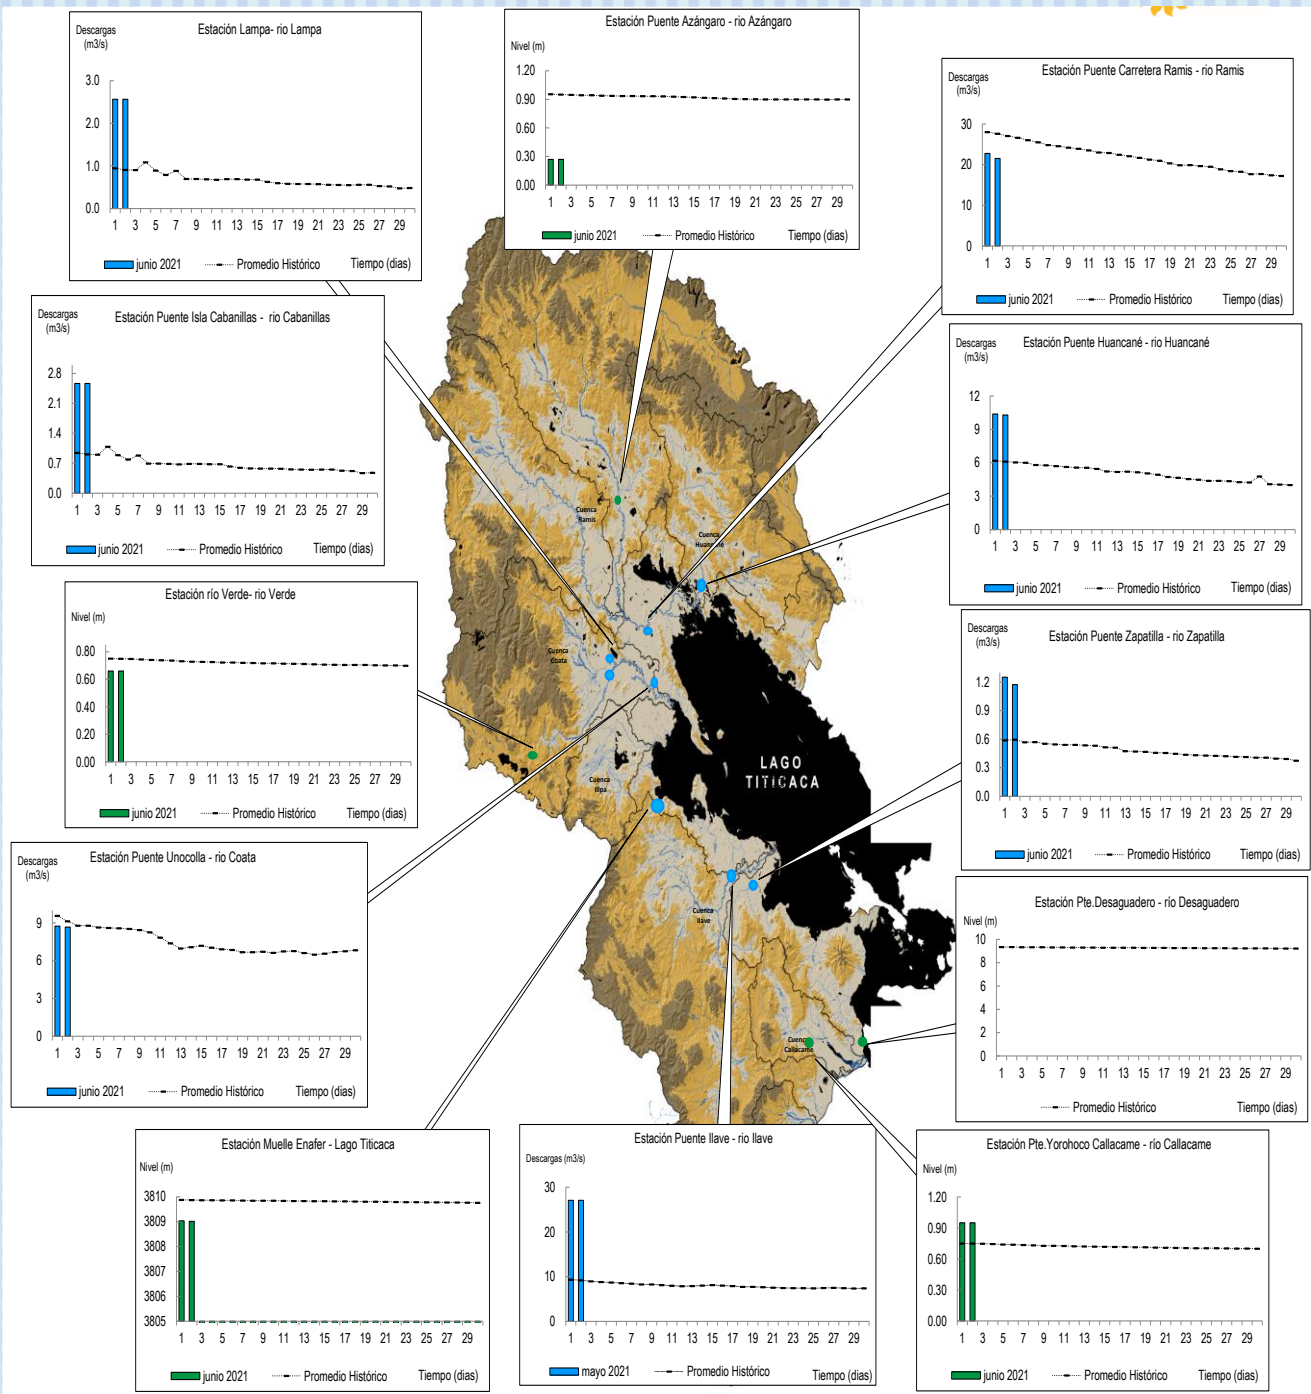 Estación Lampa- rio Lampa
Descargas
(m3/s)
3.0
2.0
1.0
0.0
1 3 5 7 9 11 13 15 17 19 21 23 25 27 29
junio 2021 Promedio Histórico Tiempo (dias)
Estación Puente Azángaro - rio Azángaro
Nivel (m)
1.20
0.90
0.60
0.30
0.00
1 3 5 7 9 11 13 15 17 19 21 23 25 27 29
junio 2021 Promedio Histórico Tiempo (dias)
Estación Puente Carretera Ramis - rio Ramis
Descargas
(m3/s)
30
20
10
0
1 3 5 7 9 11 13 15 17 19 21 23 25 27 29
junio 2021 Promedio Histórico Tiempo (dias)
Estación Puente Isla Cabanillas - rio Cabanillas
Descargas
(m3/s)
2.8
2.1
1.4
0.7
0.0
1 3 5 7 9 11 13 15 17 19 21 23 25 27 29
junio 2021 Promedio Histórico Tiempo (dias)
Estación Puente Huancané - rio Huancané
Descargas
(m3/s)
12
9
6
3
0
1 3 5 7 9 11 13 15 17 19 21 23 25 27 29
junio 2021 Promedio Histórico Tiempo (dias)
Estación río Verde- rio Verde
Nivel (m)
0.80
0.60
0.40
0.20
0.00
1 3 5 7 9 11 13 15 17 19 21 23 25 27 29
junio 2021 Promedio Histórico Tiempo (dias)
Estación Puente Zapatilla - rio Zapatilla
Descargas
(m3/s)
1.2
0.9
0.6
0.3
0.0
1 3 5 7 9 11 13 15 17 19 21 23 25 27 29
junio 2021 Promedio Histórico Tiempo (dias)
Cuenca
Ramis
Cuenca
Huancané
Cuenca
Coata
LAGO
TITICACA
Cuenca
Illpa
Cuenca
Ilave
Cuenca
Callacame
Estación Puente Unocolla - rio Coata
Descargas
(m3/s)
9
6
3
0
1 3 5 7 9 11 13 15 17 19 21 23 25 27 29
junio 2021 Promedio Histórico Tiempo (dias)
Estación Pte.Desaguadero - río Desaguadero
Nivel (m)
10
8
6
4
2
0
1 3 5 7 9 11 13 15 17 19 21 23 25 27 29
Promedio Histórico Tiempo (dias)
Estación Muelle Enafer - Lago Titicaca
Nivel (m)
3810
3809
3808
3807
3806
3805
1 3 5 7 9 11 13 15 17 19 21 23 25 27 29
junio 2021 Promedio Histórico Tiempo (dias)
Estación Puente Ilave - rio Ilave
Descargas (m3/s)
30
20
10
0
1 3 5 7 9 11 13 15 17 19 21 23 25 27 29
mayo 2021 Promedio Histórico Tiempo (dias)
Estación Pte.Yorohoco Callacame - río Callacame
Nivel (m)
1.20
0.90
0.60
0.30
0.00
1 3 5 7 9 11 13 15 17 19 21 23 25 27 29
junio 2021 Promedio Histórico Tiempo (dias)